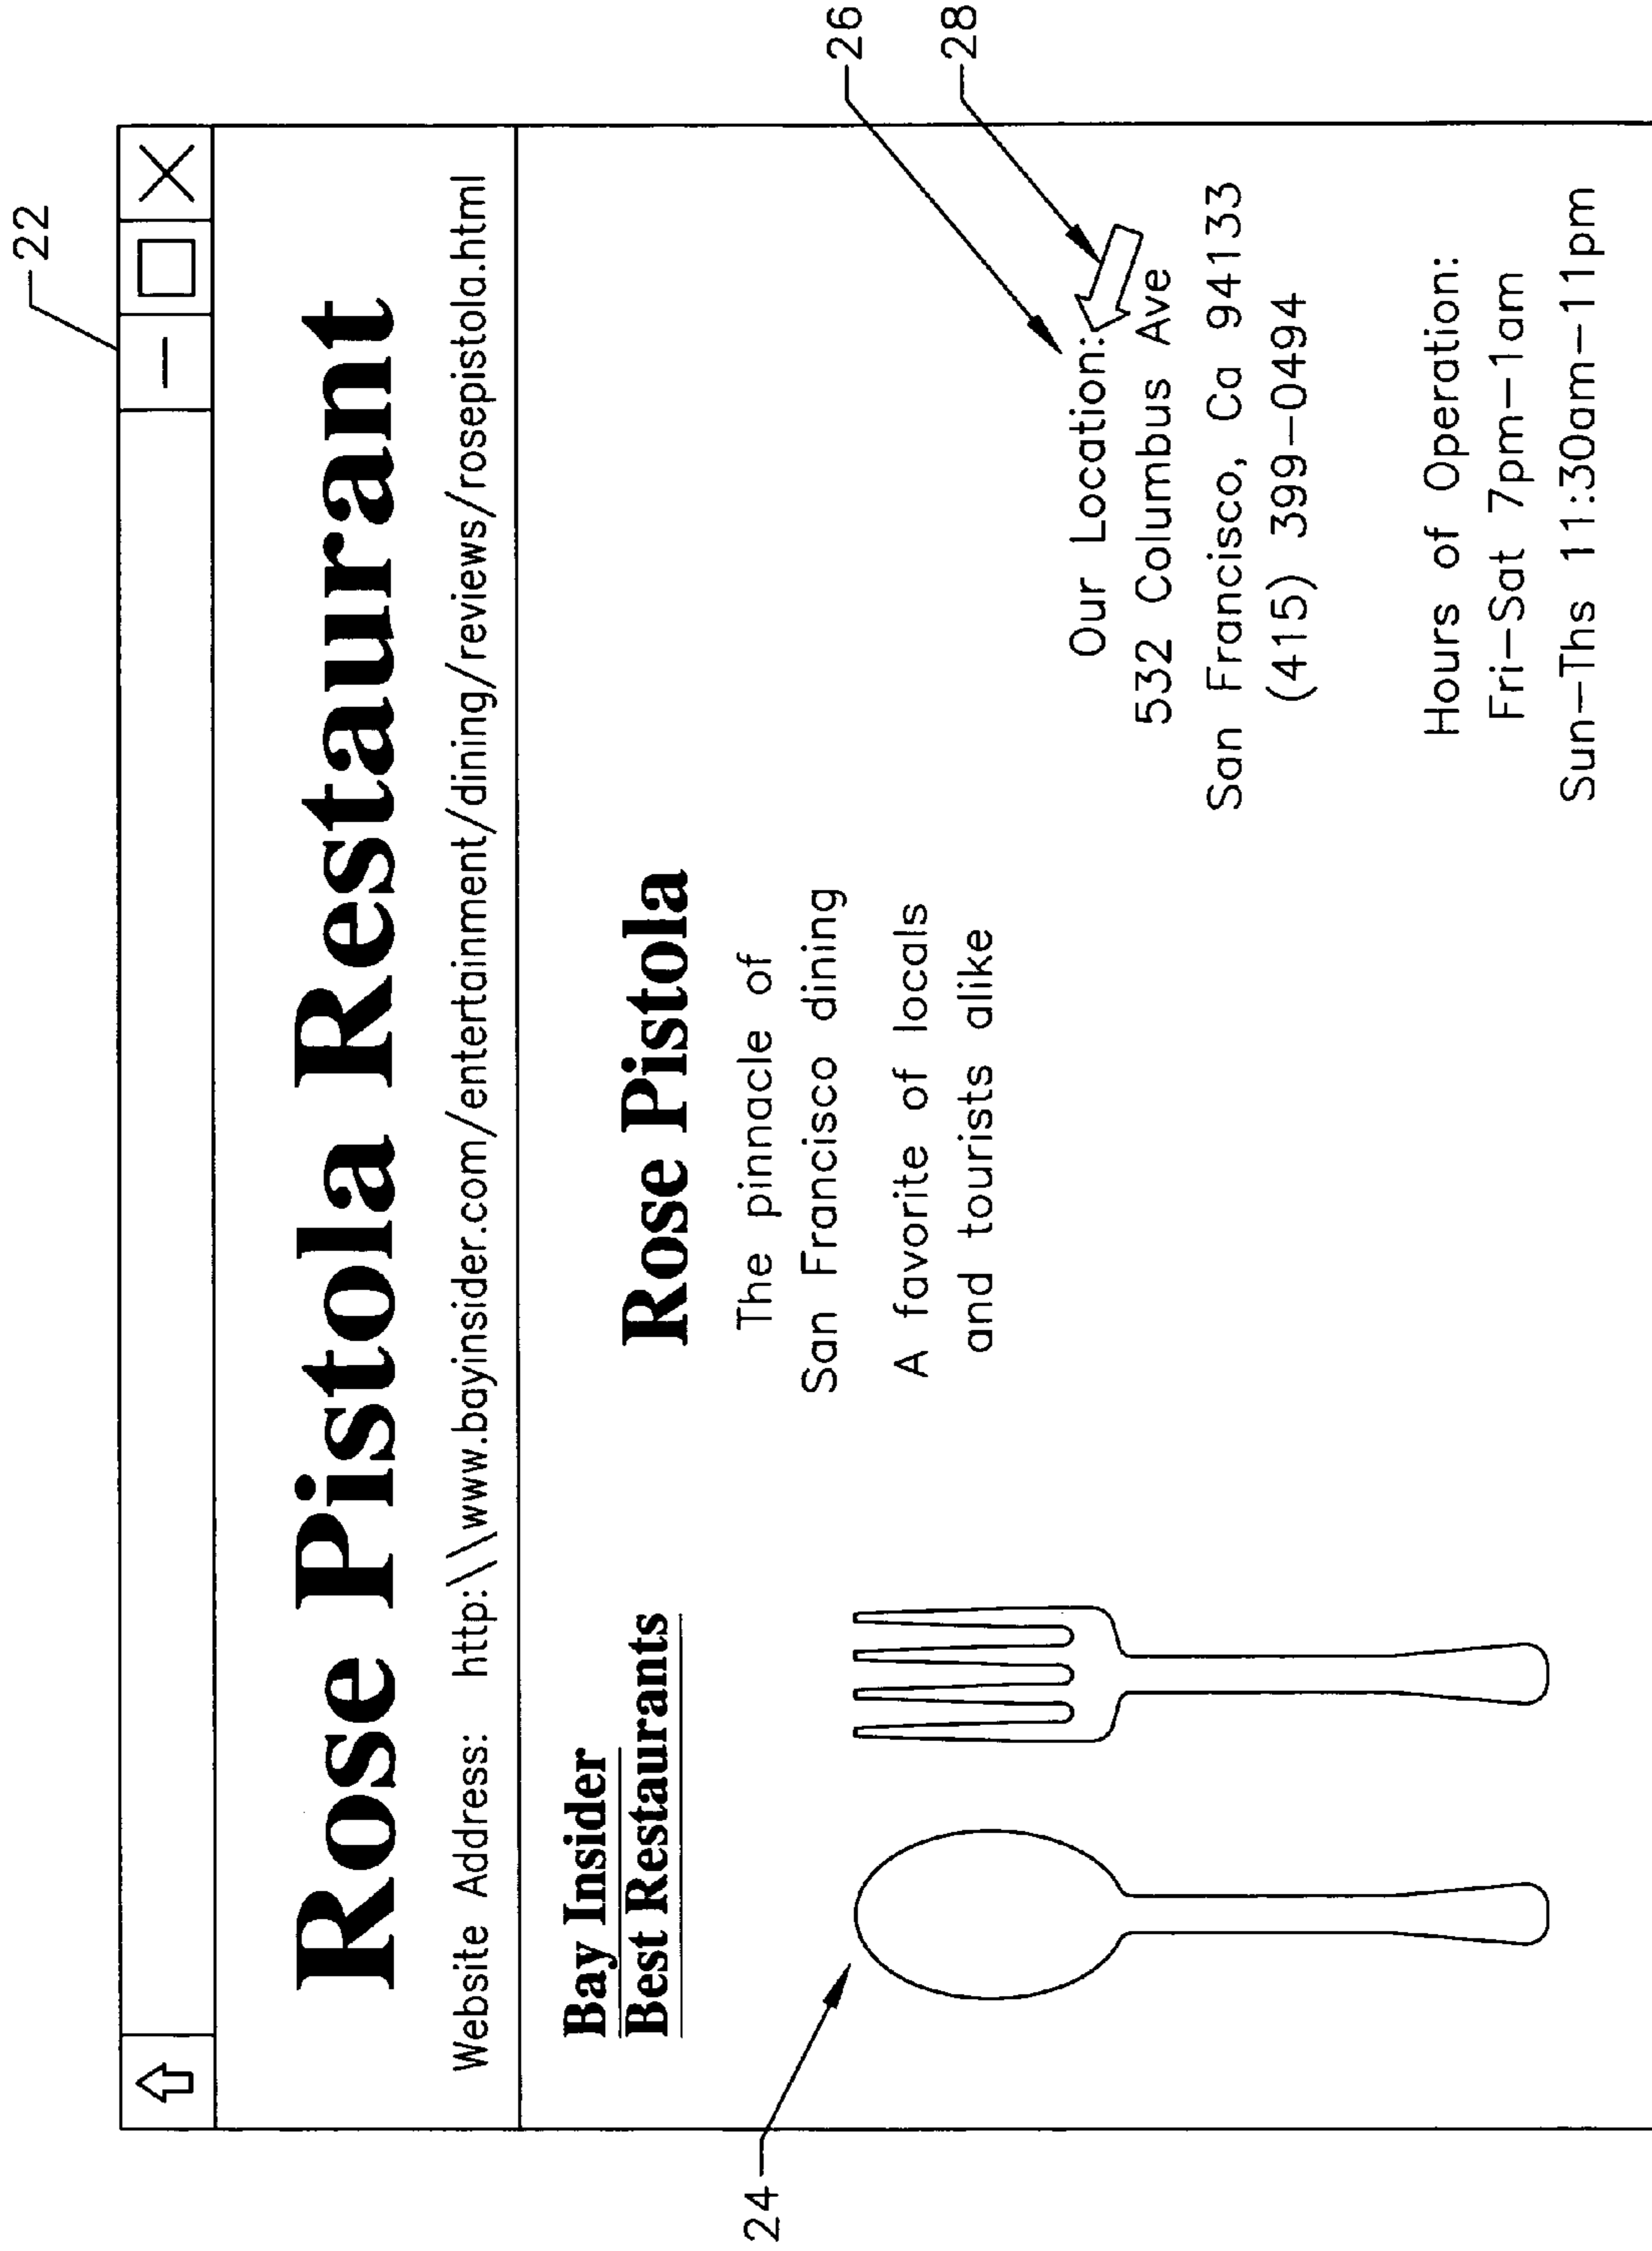 22
Rose Pistola Restaurant
Website Address: http:\\www.bayinsider.com/entertainment/dining/reviews/rosepistola.html
Bay Insider
Best Restaurants
Rose Pistola
The pinnacle of
San Francisco dining
A favorite of locals
and tourists alike
24
26
28
Our Location:
532 Columbus Ave
San Francisco, Ca 94133
(415) 399-0494
Hours of Operation:
Fri-Sat 7pm-1am
Sun-Ths 11:30am-11pm